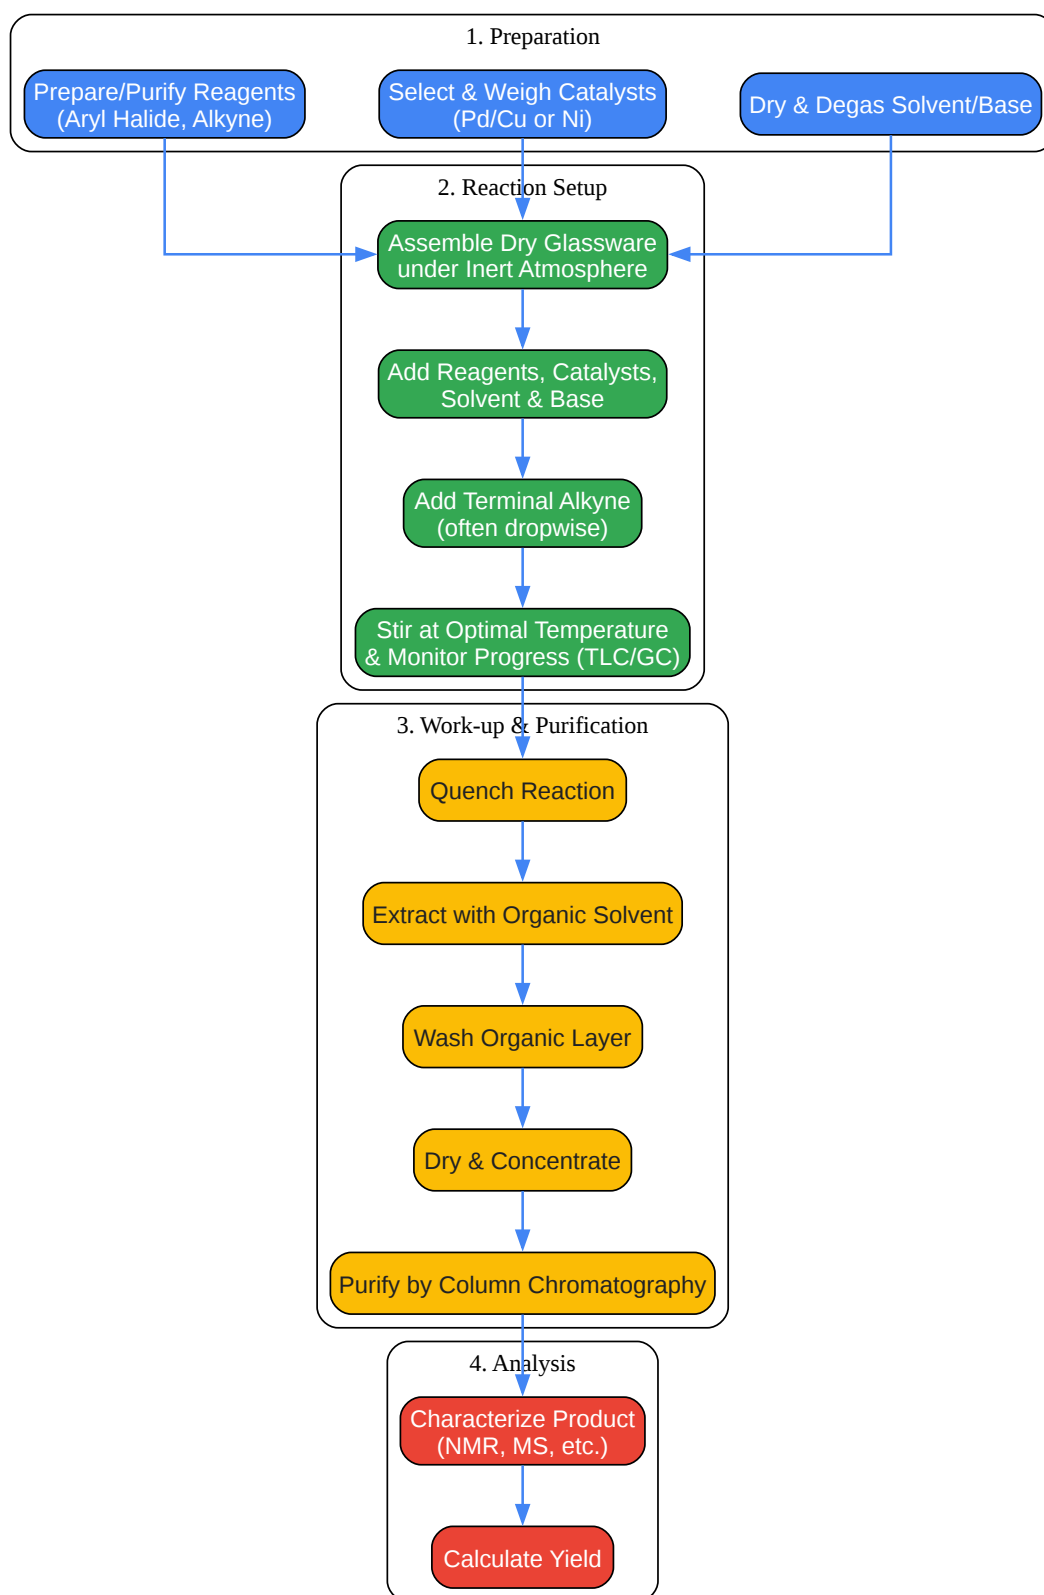 1. Preparation
Prepare/Purify Reagents
(Aryl Halide, Alkyne)
Select & Weigh Catalysts
(Pd/Cu or Ni)
Dry & Degas Solvent/Base
2. Reaction Setup
Assemble Dry Glassware
under Inert Atmosphere
Add Reagents, Catalysts,
Solvent & Base
Add Terminal Alkyne
(often dropwise)
Stir at Optimal Temperature
& Monitor Progress (TLC/GC)
3. Work-up & Purification
Quench Reaction
Extract with Organic Solvent
Wash Organic Layer
Dry & Concentrate
Purify by Column Chromatography
4. Analysis
Characterize Product
(NMR, MS, etc.)
Calculate Yield